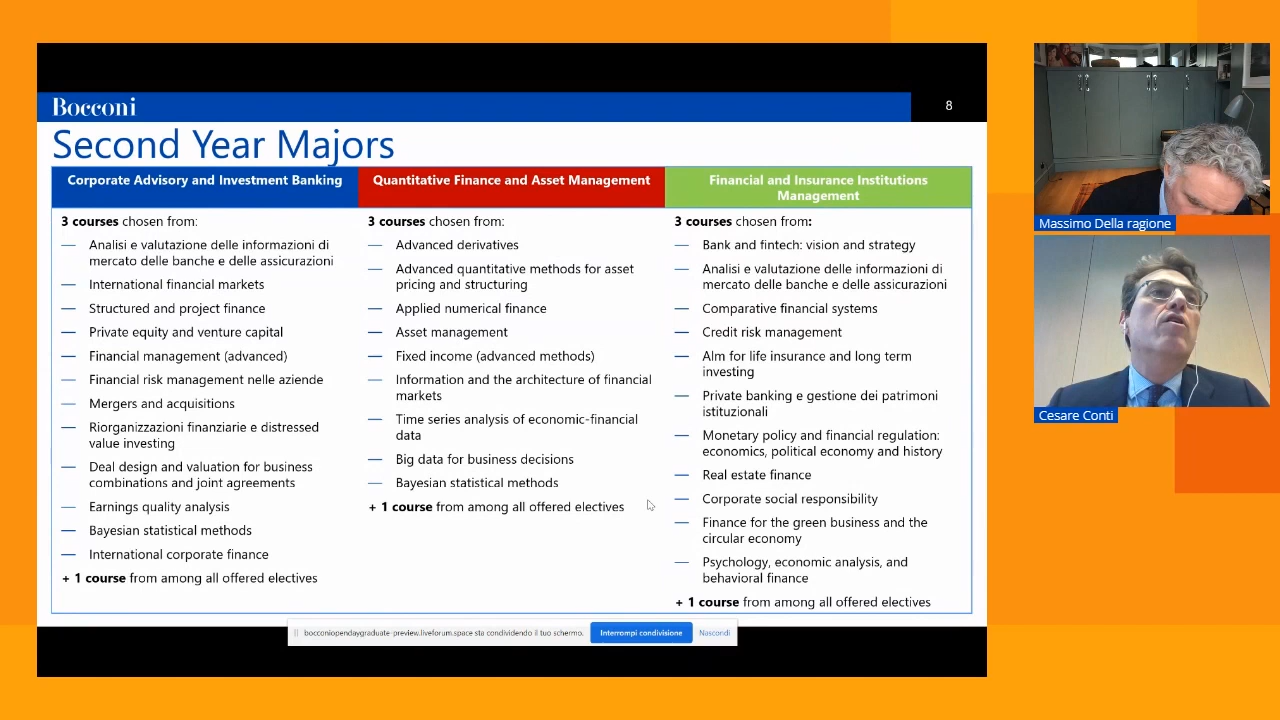 Bocconi
8
Second Year Majors
Corporate Advisory and Investment Banking
3 courses chosen from:
— Analisi e valutazione delle informazioni di
mercato delle banche e delle assicurazioni
— International financial markets
— Structured and project finance
— Private equity and venture capital
— Financial management (advanced)
— Financial risk management nelle aziende
— Mergers and acquisitions
— Riorganizzazioni finanziarie e distressed
value investing
— Deal design and valuation for business
combinations and joint agreements
— Earnings quality analysis
— Bayesian statistical methods
— International corporate finance
+ 1 course from among all offered electives
Quantitative Finance and Asset Management
3 courses chosen from:
— Advanced derivatives
— Advanced quantitative methods for asset
pricing and structuring
— Applied numerical finance
— Asset management
— Fixed income (advanced methods)
— Information and the architecture of financial
markets
— Time series analysis of economic-financial
data
— Big data for business decisions
— Bayesian statistical methods
+ 1 course from among all offered electives
Financial and Insurance Institutions
Management
3 courses chosen from:
— Bank and fintech: vision and strategy
— Analisi e valutazione delle informazioni di
mercato delle banche e delle assicurazioni
— Comparative financial systems
— Credit risk management
— Alm for life insurance and long term
investing
— Private banking e gestione dei patrimoni
istituzionali
— Monetary policy and financial regulation:
economics, political economy and history
— Real estate finance
— Corporate social responsibility
— Finance for the green business and the
circular economy
— Psychology, economic analysis, and
behavioral finance
+ 1 course from among all offered electives
bocconiopendaygraduate-preview.liveforum.space sta condividendo il tuo schermo.
Interrompi condivisione
Nascondi
Massimo Della ragione
Cesare Conti